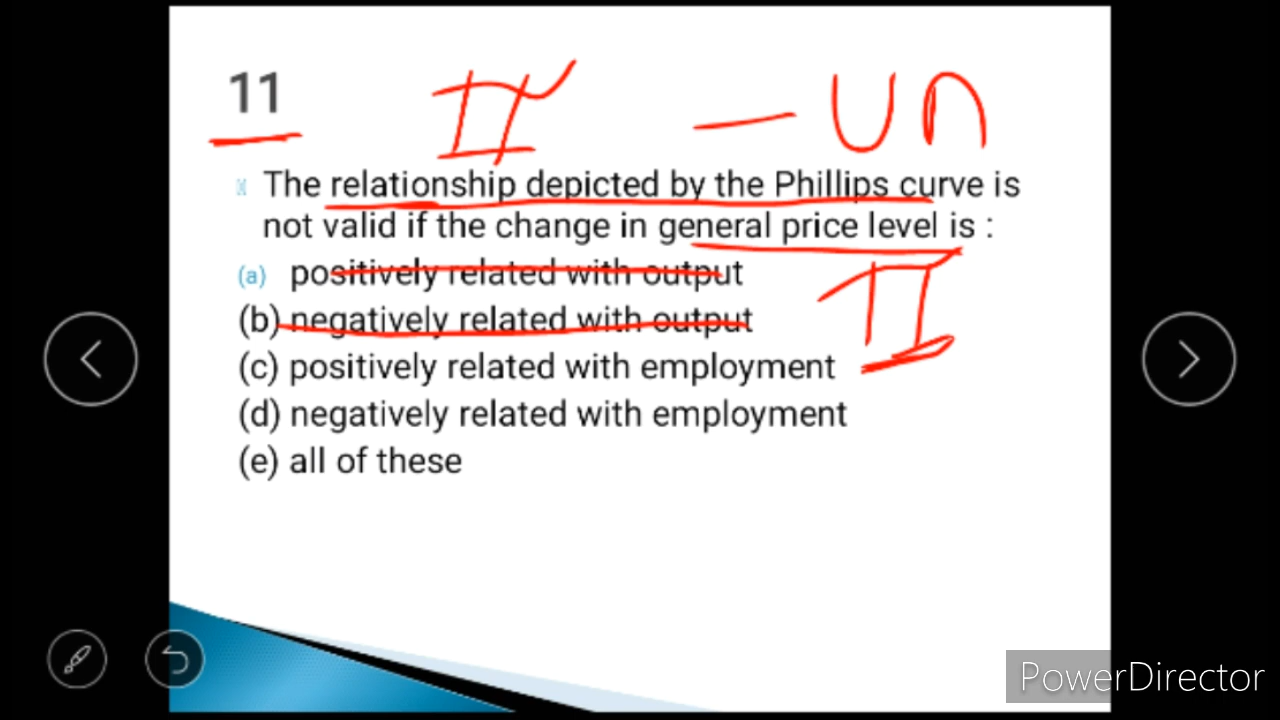 11
π - Un
The relationship depicted by the Phillips curve is
not valid if the change in general price level is :
(a) positively related with output
π
(b) negatively related with output
(c) positively related with employment
(d) negatively related with employment
(e) all of these
PowerDirector